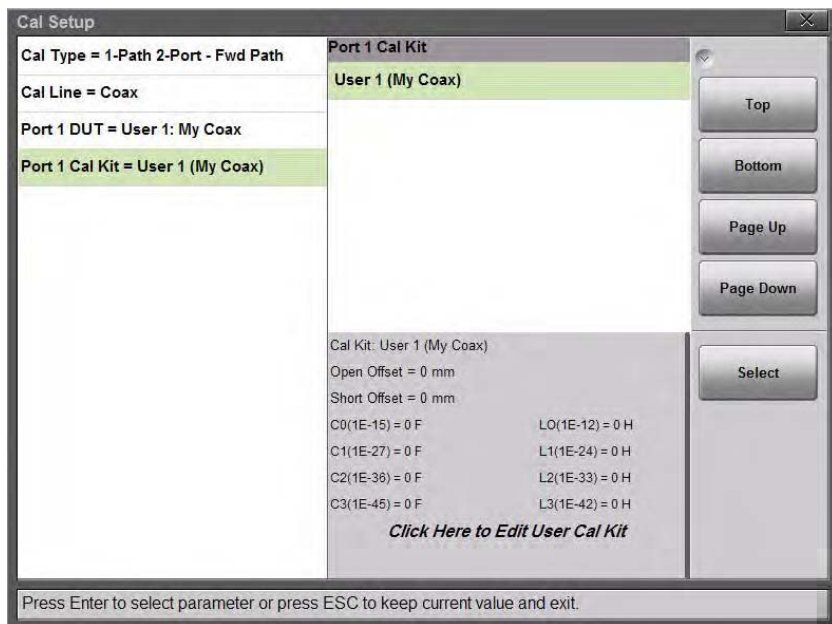 Cal Setup
Cal Type = 1-Path 2-Port - Fwd Path
Cal Line = Coax
Port 1 DUT = User 1: My Coax
Port 1 Cal Kit = User 1 (My Coax)
Port 1 Cal Kit
User 1 (My Coax)
Cal Kit: User 1 (My Coax)
Open Offset = 0 mm
Short Offset = 0 mm
C0(1E-15) = 0 F
LO(1E-12) = 0 H
C1(1E-27) = 0 F
L1(1E-24) = 0 H
C2(1E-36) = 0 F
L2(1E-33) = 0 H
C3(1E-45) = 0 F
L3(1E-42) = 0 H
Click Here to Edit User Cal Kit
Top
Bottom
Page Up
Page Down
Select
Press Enter to select parameter or press ESC to keep current value and exit.